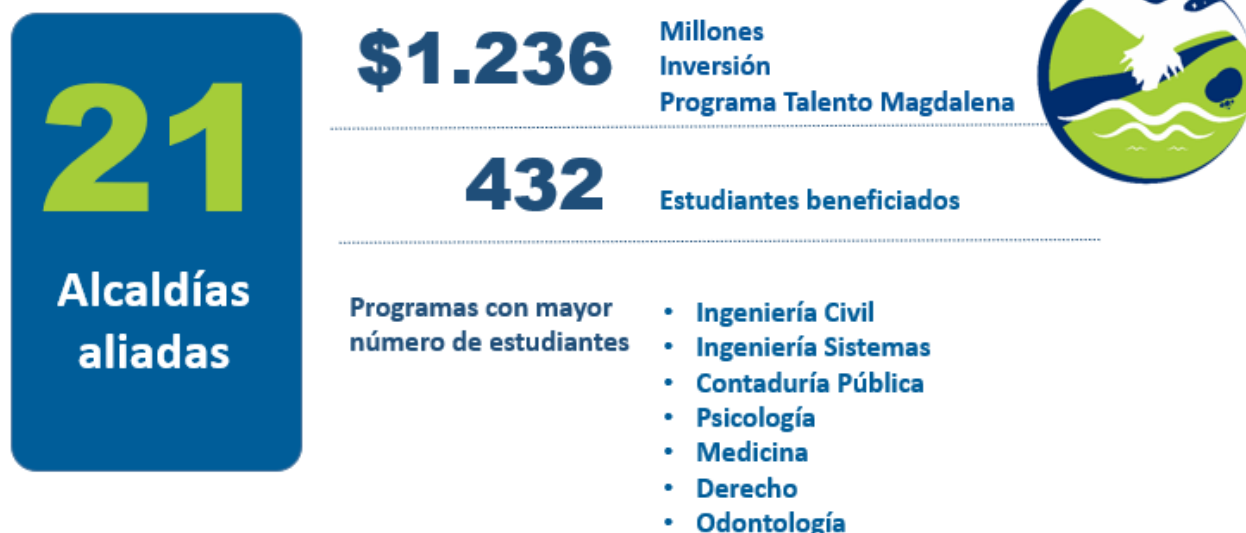 21
Alcaldías
aliadas
$1.236
Millones
Inversión
Programa Talento Magdalena
432
Estudiantes beneficiados
Programas con mayor
número de estudiantes
• Ingeniería Civil
• Ingeniería Sistemas
• Contaduría Pública
• Psicología
• Medicina
• Derecho
• Odontología